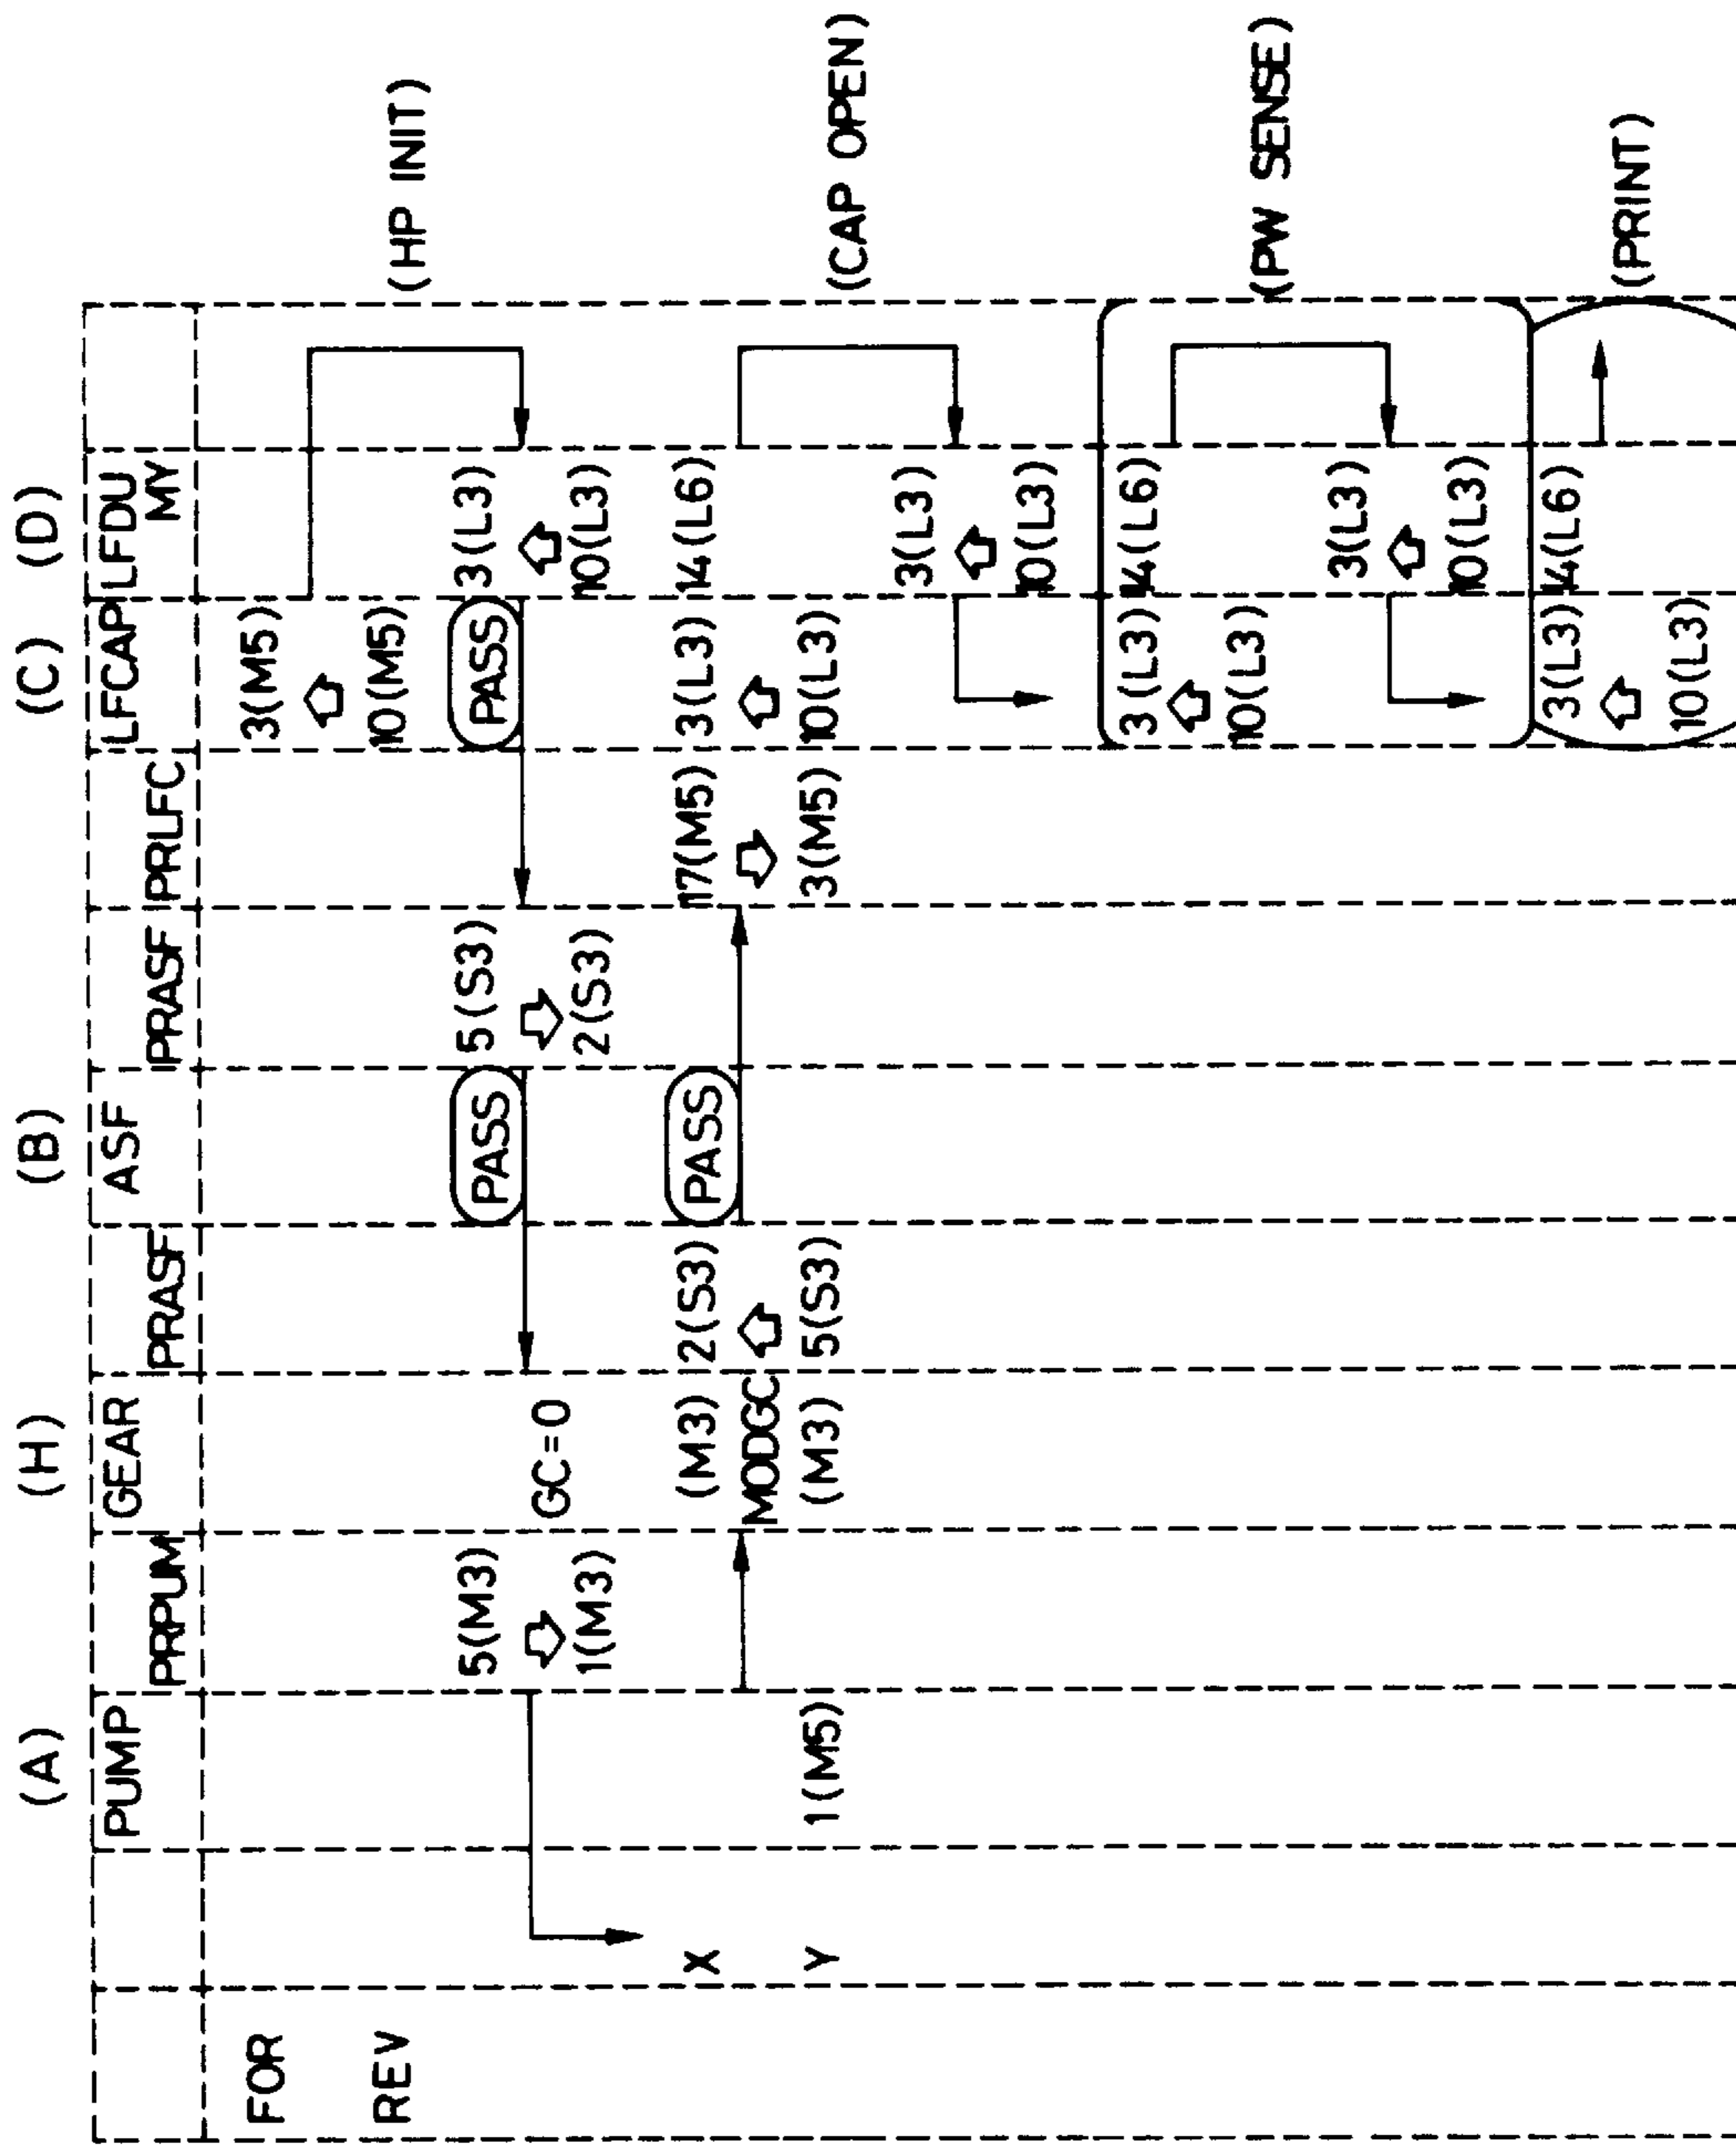 (A) (H) (B) (C) (D)
PUMP GEAR ASF LFCAP LFDU
PRPUM PRASF PRASF PRLFC MY
FOR 3(M5)
REV 10(M5)
(HP INIT)
5(M3) PASS 5(S3) PASS 3(L3)
GC=0
1(M3) 2(S3) 10(L3)
X (M3) 2(S3) PASS 17(M5) 3(L3) 14(L6)
MODGC
Y 1(M5) (M3) 5(S3) 3(M5) 10(L3)
(CAP OPEN)
3(L3)
10(L3)
3(L3) 14(L6)
10(L3)
(PW SENSE)
3(L3)
10(L3)
3(L3) 14(L6)
(PRINT)
10(L3)